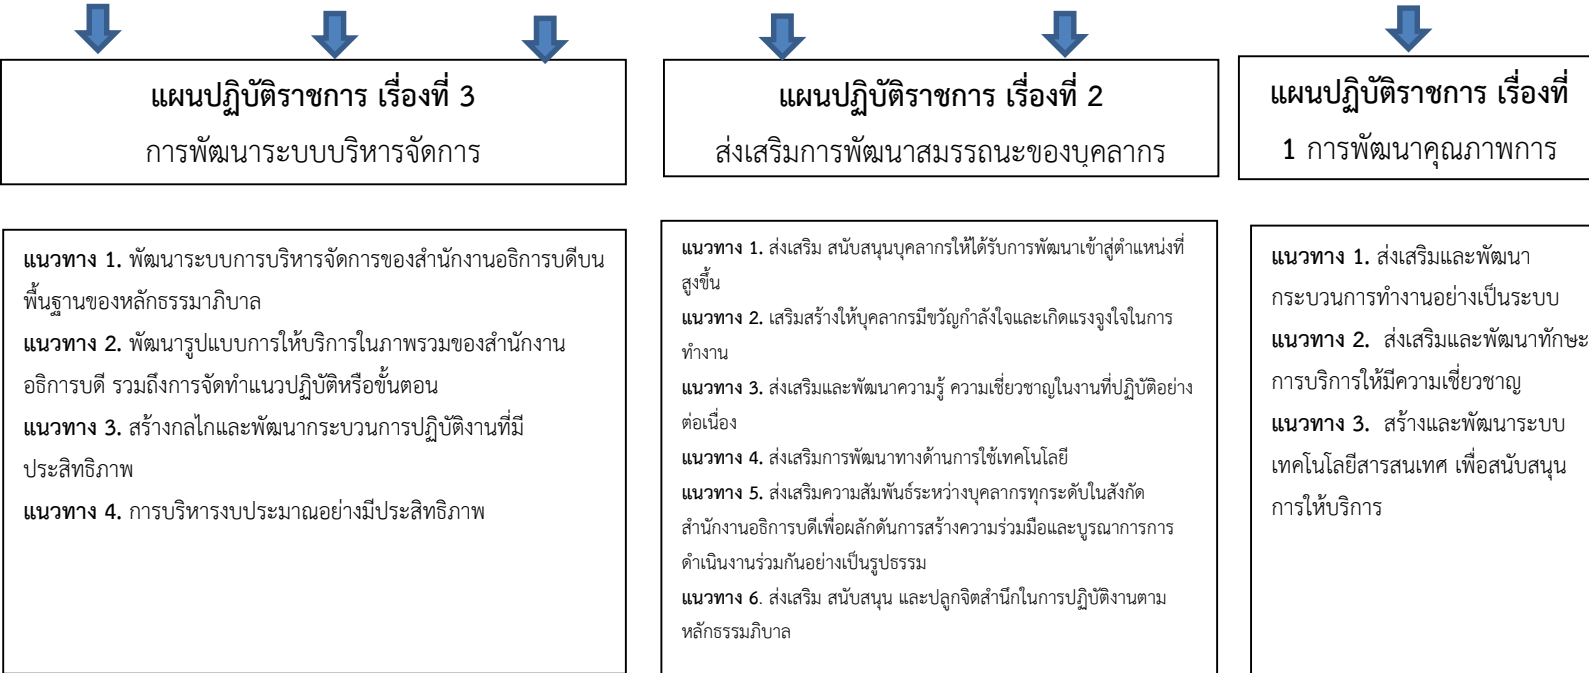 แผนปฏิบัติราชการ เรื่องที่ 3
การพัฒนาระบบบริหารจัดการ
แนวทาง 1. พัฒนาระบบการบริหารจัดการของสำนักงานอธิการบดีบน
พื้นฐานของหลักธรรมาภิบาล
แนวทาง 2. พัฒนารูปแบบการให้บริการในภาพรวมของสำนักงาน
อธิการบดี รวมถึงการจัดทำแนวปฏิบัติหรือขั้นตอน
แนวทาง 3. สร้างกลไกและพัฒนากระบวนการปฏิบัติงานที่มี
ประสิทธิภาพ
แนวทาง 4. การบริหารงบประมาณอย่างมีประสิทธิภาพ
แผนปฏิบัติราชการ เรื่องที่ 2
ส่งเสริมการพัฒนาสมรรถนะของบุคลากร
แนวทาง 1. ส่งเสริม สนับสนุนบุคลากรให้ได้รับการพัฒนาเข้าสู่ตำแหน่งที่
สูงขึ้น
แนวทาง 2. เสริมสร้างให้บุคลากรมีขวัญกำลังใจและเกิดแรงจูงใจในการ
ทำงาน
แนวทาง 3. ส่งเสริมและพัฒนาความรู้ ความเชี่ยวชาญในงานที่ปฏิบัติอย่าง
ต่อเนื่อง
แนวทาง 4. ส่งเสริมการพัฒนาทางด้านการใช้เทคโนโลยี
แนวทาง 5. ส่งเสริมความสัมพันธ์ระหว่างบุคลากรทุกระดับในสังกัด
สำนักงานอธิการบดีเพื่อผลักดันการสร้างความร่วมมือและบูรณาการการ
ดำเนินงานร่วมกันอย่างเป็นรูปธรรม
แนวทาง 6. ส่งเสริม สนับสนุน และปลูกจิตสำนึกในการปฏิบัติงานตาม
หลักธรรมภิบาล
แผนปฏิบัติราชการ เรื่องที่
1 การพัฒนาคุณภาพการ
แนวทาง 1. ส่งเสริมและพัฒนา
กระบวนการทำงานอย่างเป็นระบบ
แนวทาง 2. ส่งเสริมและพัฒนาทักษะ
การบริการให้มีความเชี่ยวชาญ
แนวทาง 3. สร้างและพัฒนาระบบ
เทคโนโลยีสารสนเทศ เพื่อสนับสนุน
การให้บริการ